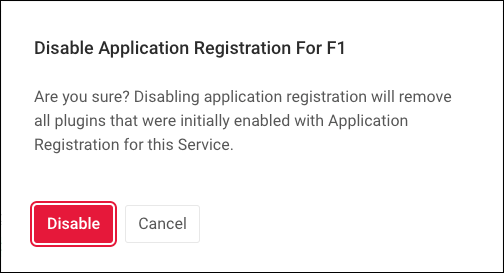 Disable Application Registration For F1
Are you sure? Disabling application registration will remove
all plugins that were initially enabled with Application
Registration for this Service.
Disable
Cancel